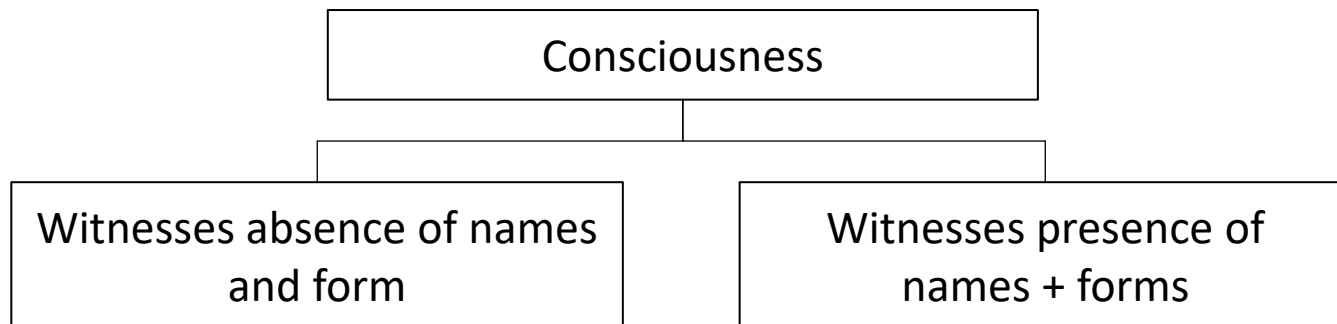 Consciousness
Witnesses absence of names
and form
Witnesses presence of
names + forms